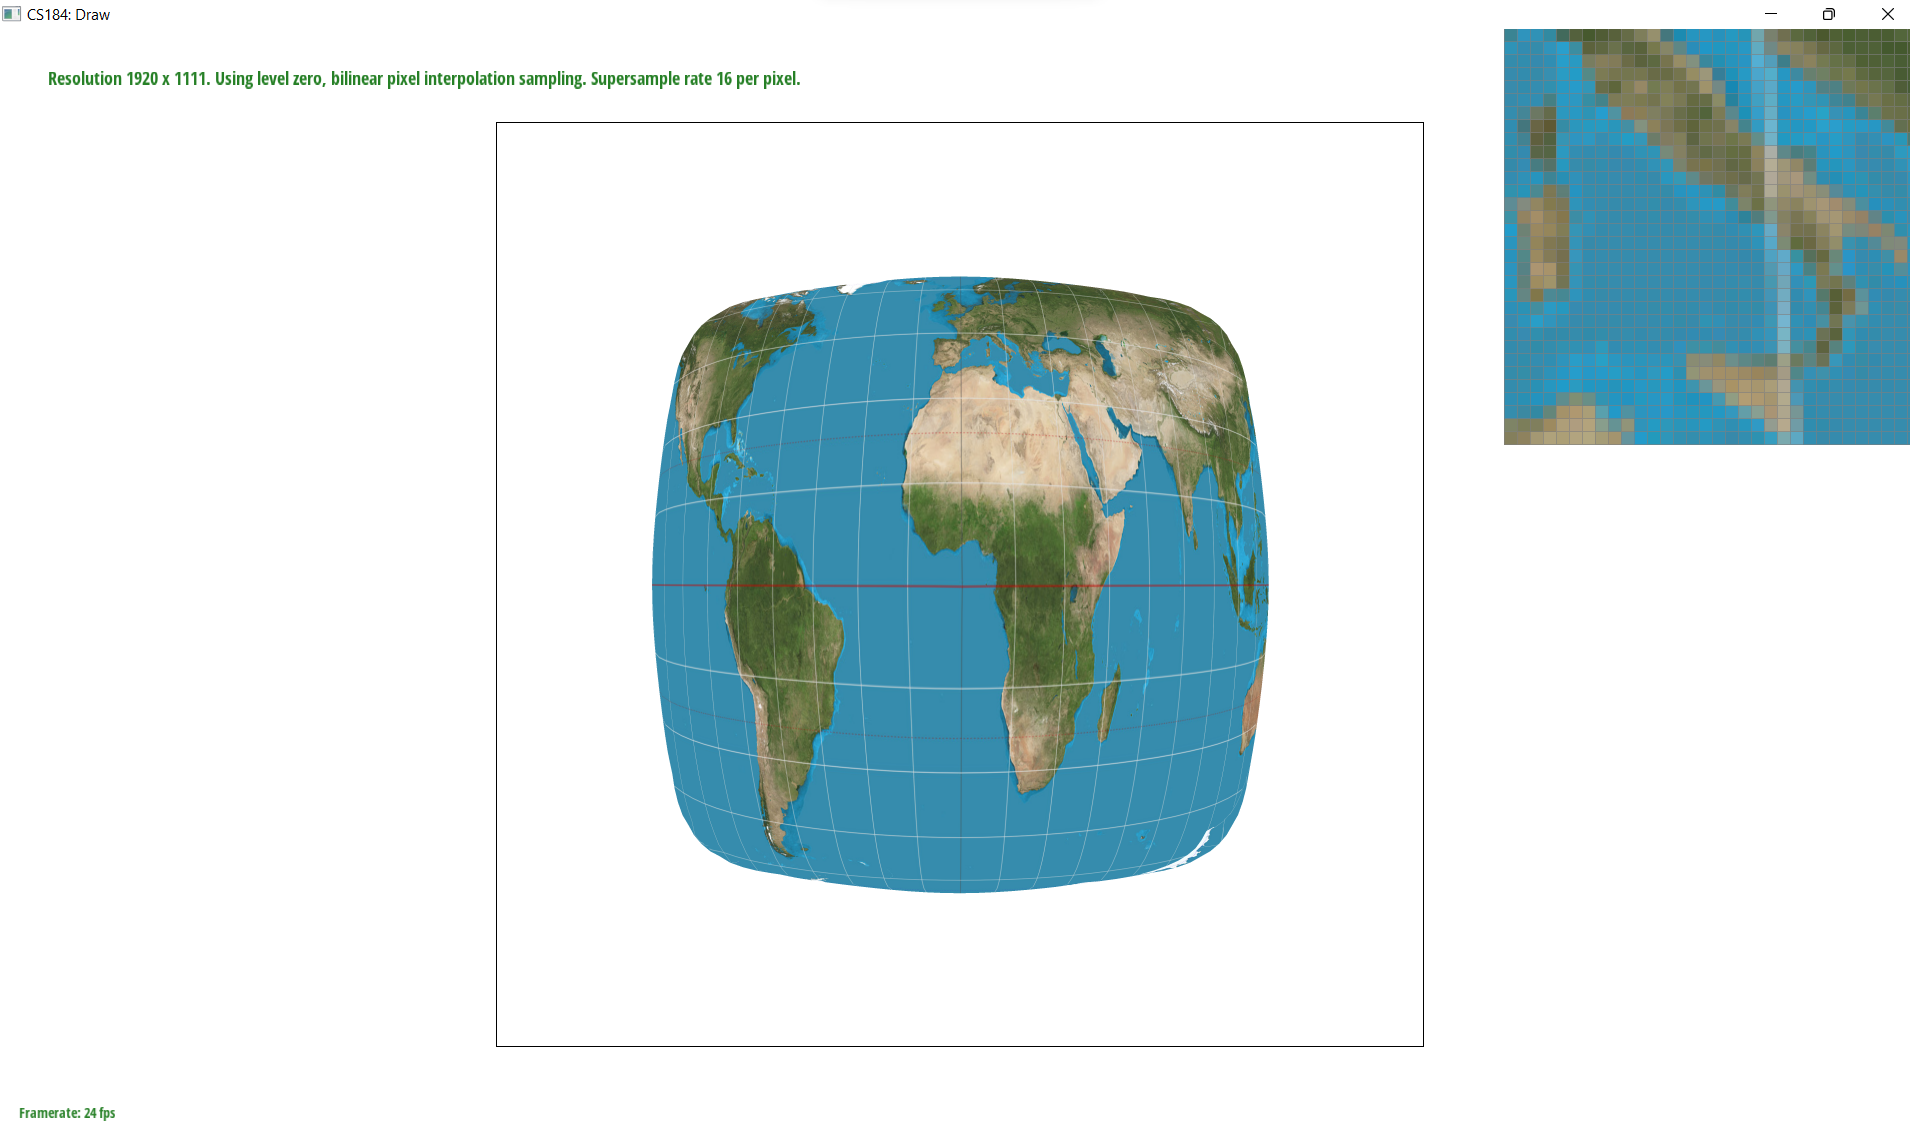 CS184: Draw
Resolution 1920 x 1111. Using level zero, bilinear pixel interpolation sampling. Supersample rate 16 per pixel.
Framerate: 24 fps